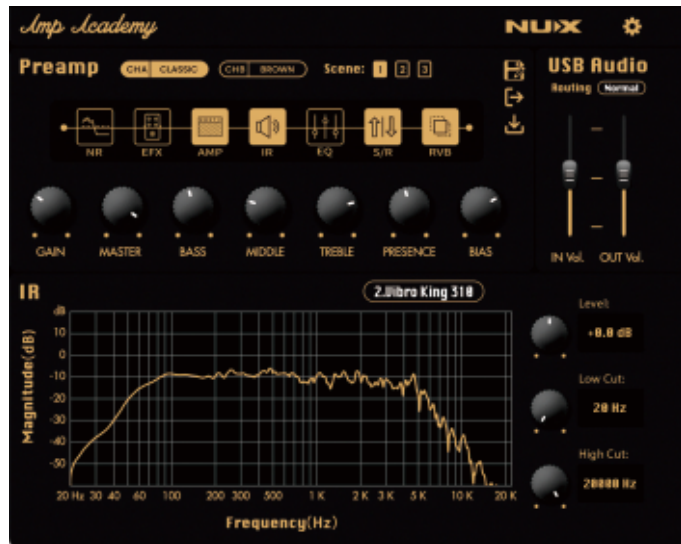 Amp Academy
NUX
Preamp
CHA CLASSIC
CHB BROWN
Scene: 1 2 3
USB Audio
Routing Normal
NR EFX AMP IR EQ S/R RVB
GAIN MASTER BASS MIDDLE TREBLE PRESENCE BIAS
IN Vol. OUT Vol.
IR
2.Vibro King 310
Magnitude(dB)
dB
10
0
-10
-20
-30
-40
-50
20 Hz 30 40 60 100 200 300 500 1 K 2 K 3 K 5 K 10 K 20 K
Frequency(Hz)
Level:
+0.0 dB
Low Cut:
20 Hz
High Cut:
20000 Hz